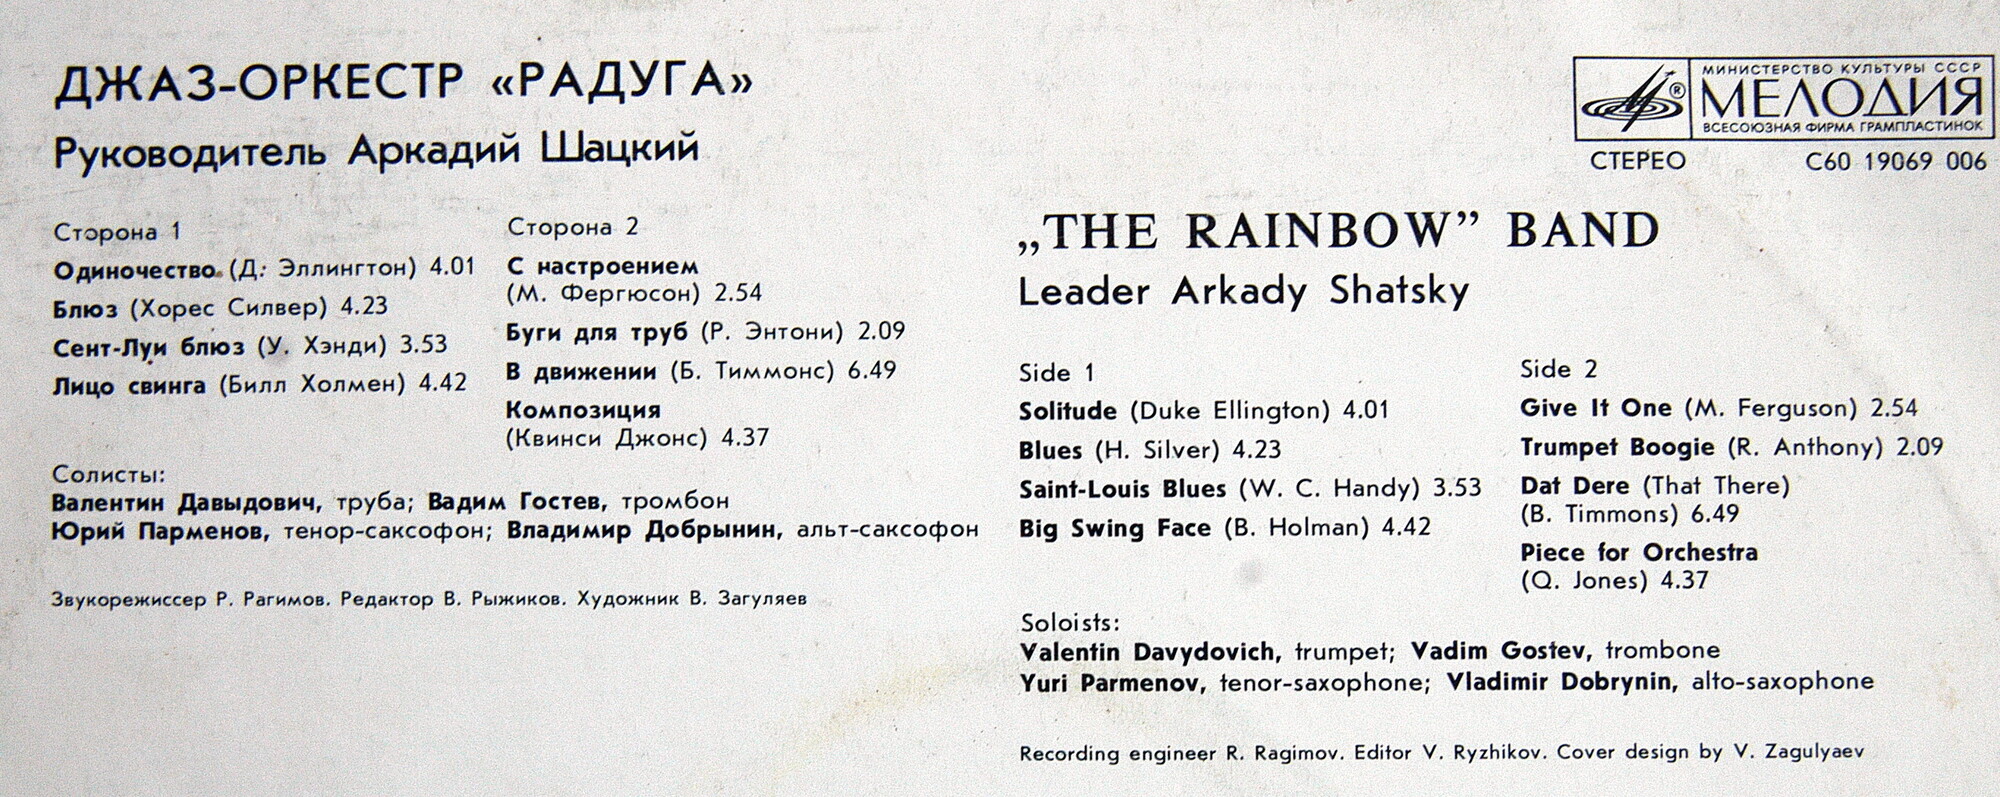 ДЖАЗ-ОРКЕСТР «РАДУГА»
Руководитель Аркадий Шацкий
Сторона 1
Одиночество. (Д. Эллингтон) 4.01
Блюз (Хорес Силвер) 4.23
Сент-Луи блюз (У. Хэнди) 3.53
Лицо свинга (Билл Холмен) 4.42
Сторона 2
С настроением
(М. Фергюсон) 2.54
Буги для труб (Р. Энтони) 2.09
В движении (Б. Тиммонс) 6.49
Композиция
(Квинси Джонс) 4.37
Солисты:
Валентин Давыдович, труба; Вадим Гостев, тромбон
Юрий Парменов, тенор-саксофон; Владимир Добрынин, альт-саксофон
Звукорежиссер Р. Рагимов. Редактор В. Рыжиков. Художник В. Загуляев
®
МИНИСТЕРСТВО КУЛЬТУРЫ СССР
МЕЛОДИЯ
ВСЕСОЮЗНАЯ ФИРМА ГРАМПЛАСТИНОК
СТЕРЕО С60 19069 006
„THE RAINBOW” BAND
Leader Arkady Shatsky
Side 1
Solitude (Duke Ellington) 4.01
Blues (H. Silver) 4.23
Saint-Louis Blues (W. C. Handy) 3.53
Big Swing Face (B. Holman) 4.42
Side 2
Give It One (M. Ferguson) 2.54
Trumpet Boogie (R. Anthony) 2.09
Dat Dere (That There)
(B. Timmons) 6.49
Piece for Orchestra
(Q. Jones) 4.37
Soloists:
Valentin Davydovich, trumpet; Vadim Gostev, trombone
Yuri Parmenov, tenor-saxophone; Vladimir Dobrynin, alto-saxophone
Recording engineer R. Ragimov. Editor V. Ryzhikov. Cover design by V. Zagulyaev